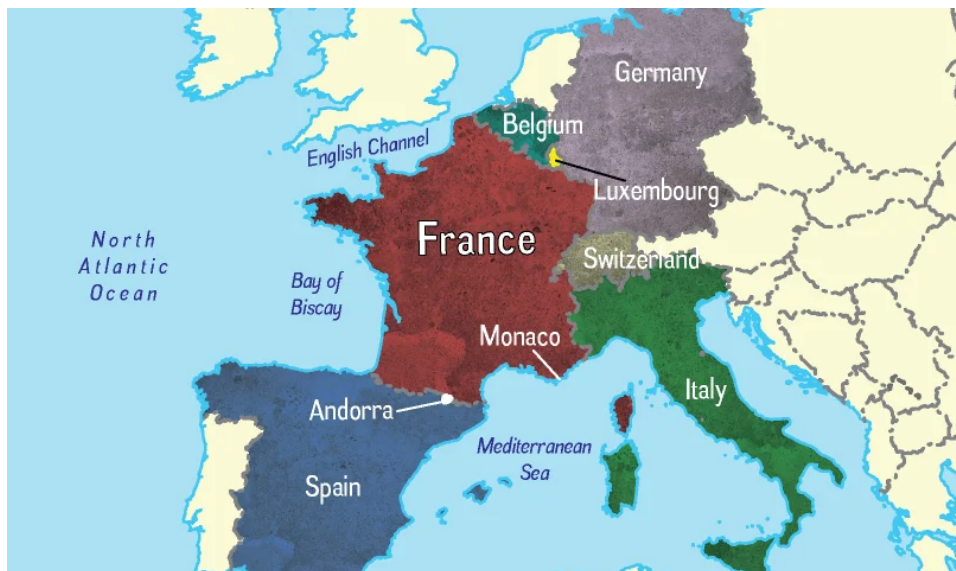 Germany
Belgium
English Channel
Luxembourg
France
North
Atlantic
Ocean
Switzerland
Bay of
Biscay
Monaco
Italy
Andorra
Mediterranean
Sea
Spain